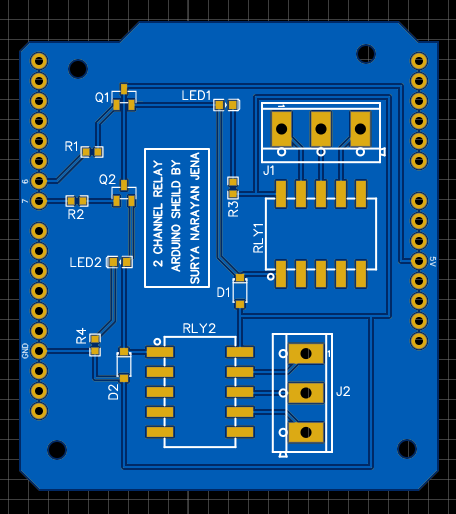 Q1
LED1
1
J1
R1
6
Q2
7
R2
R3
2 CHANNEL RELAY
ARDUINO SHIELD BY
SURYA NARAYAN JENA
RLY1
5V
LED2
D1
R4
RLY2
GND
1
D2
J2